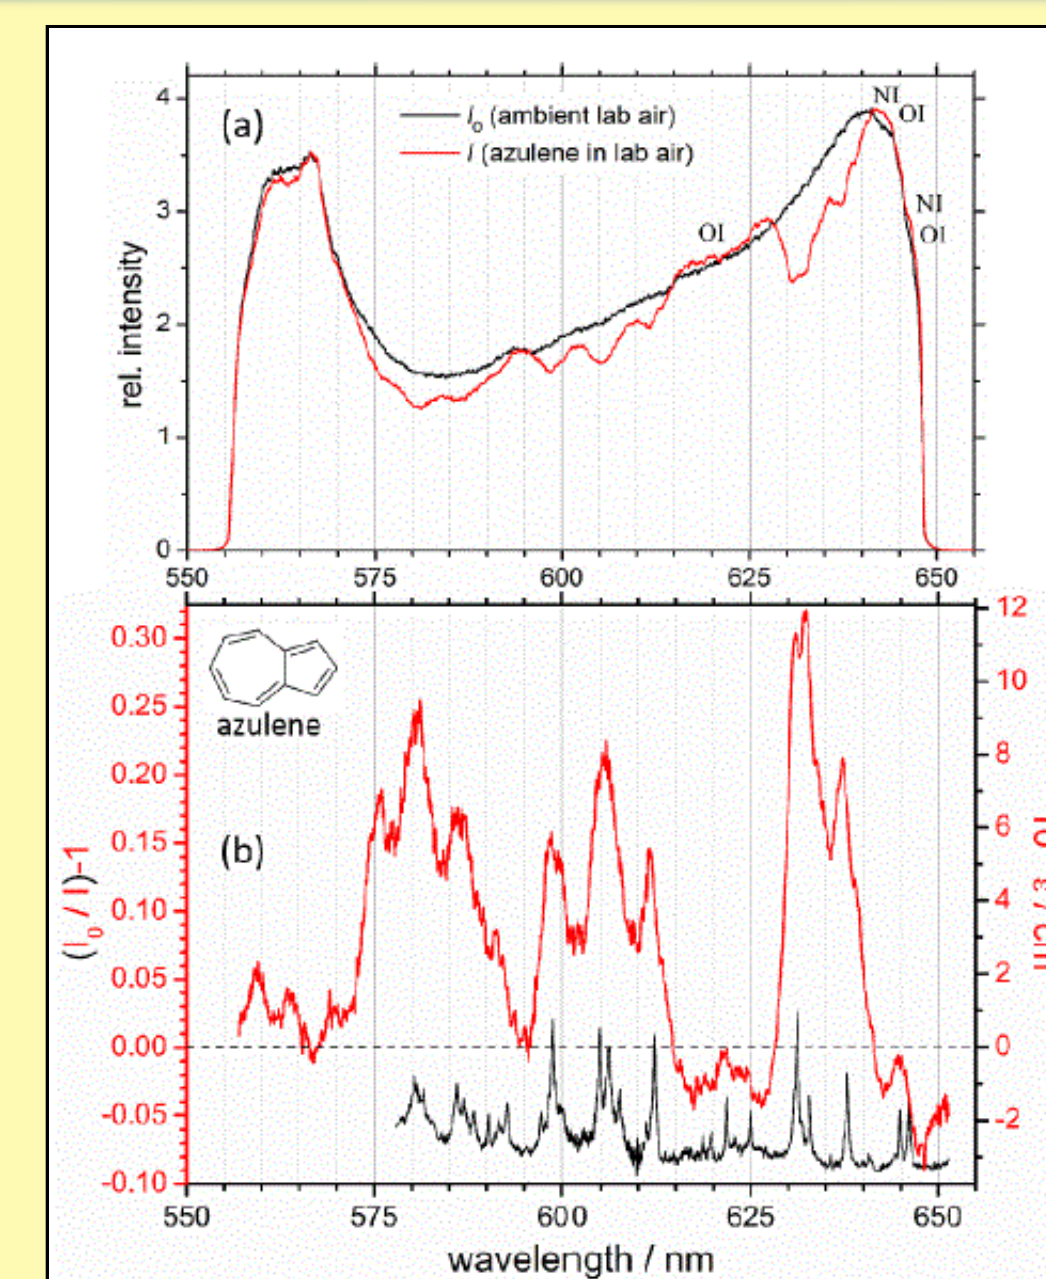 (a)
I₀ (ambient lab air)
I (azulene in lab air)
NI
OI
NI
OI
OI
rel. intensity
4
3
2
1
0
550
575
600
625
650
azulene
(b)
(I₀ / I)-1
0.30
0.25
0.20
0.15
0.10
0.05
0.00
-0.05
-0.10
12
10
8
6
4
2
0
-2
550
575
600
625
650
wavelength / nm